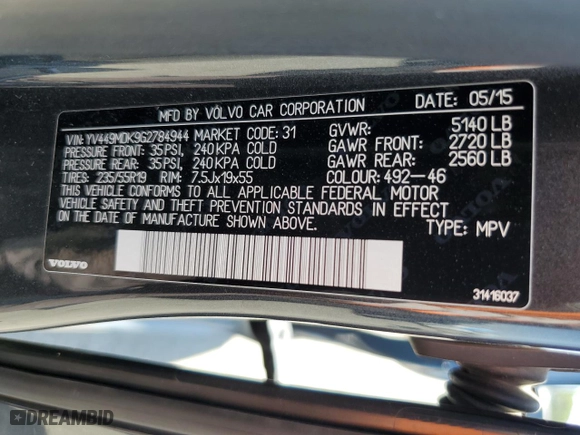 MFD BY VOLVO CAR CORPORATION DATE: 05/15
VIN: YV449MDK9G2784944 MARKET CODE: 31 GVWR: 5140 LB
PRESSURE FRONT: 35PSI, 240KPA COLD GAWR FRONT: 2720 LB
PRESSURE REAR: 35PSI, 240KPA COLD GAWR REAR: 2560 LB
TIRES: 235/55R19 RIM: 7.5Jx19x55 COLOUR: 492-46
THIS VEHICLE CONFORMS TO ALL APPLICABLE FEDERAL MOTOR
VEHICLE SAFETY AND THEFT PREVENTION STANDARDS IN EFFECT
ON THE DATE OF MANUFACTURE SHOWN ABOVE. TYPE: MPV
VOLVO
31416037
DREAMBID